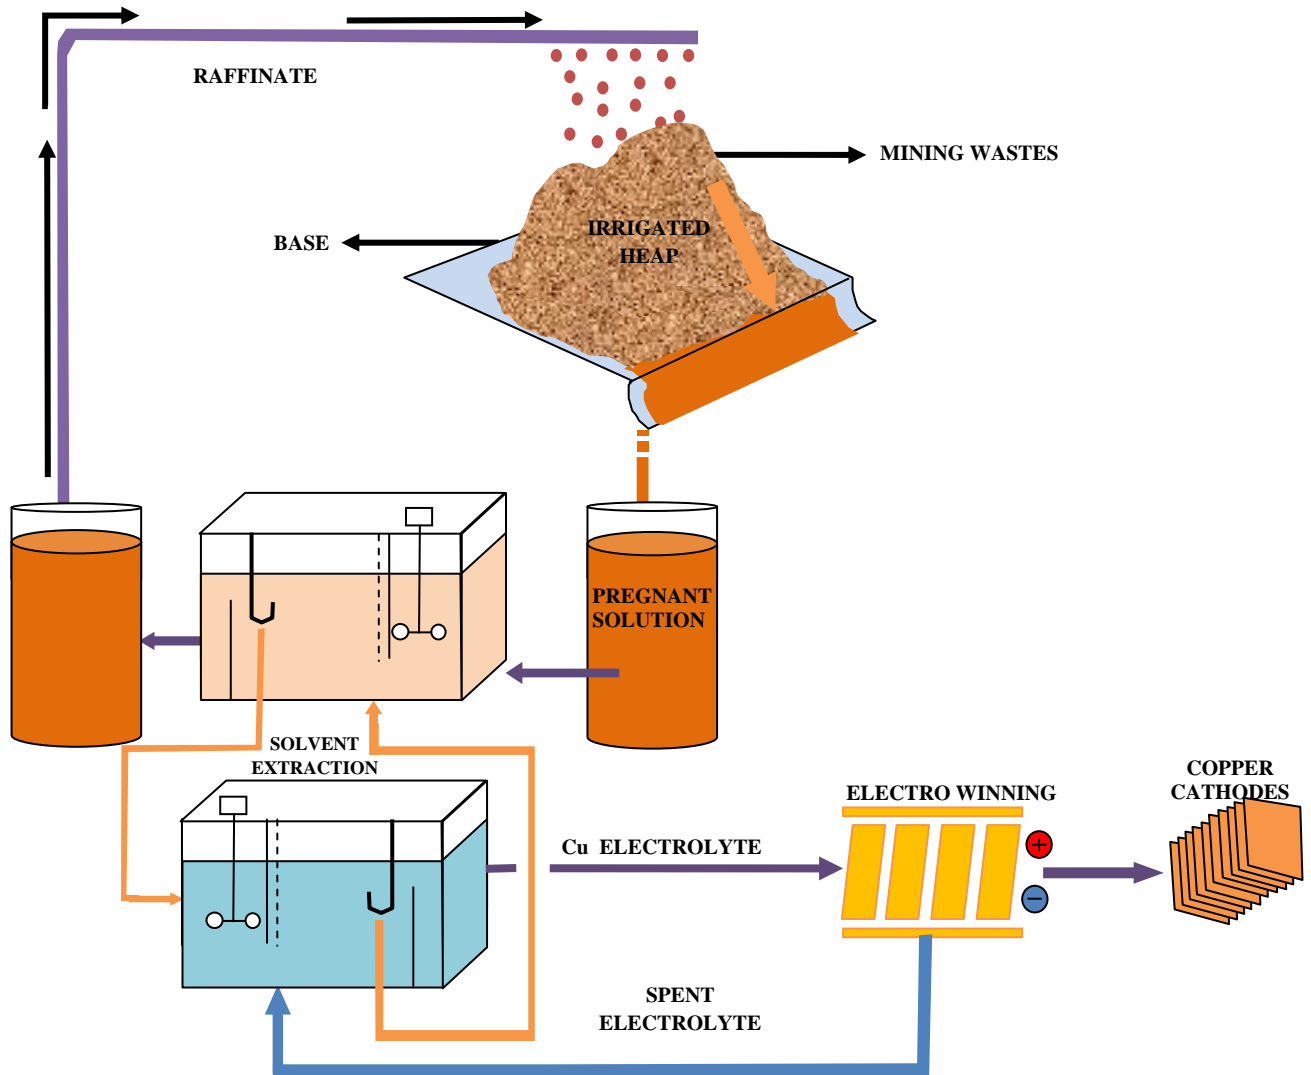 RAFFINATE
MINING WASTES
IRRIGATED
HEAP
BASE
PREGNANT
SOLUTION
SOLVENT
EXTRACTION
ELECTRO WINNING
COPPER
CATHODES
Cu ELECTROLYTE
+
−
SPENT
ELECTROLYTE